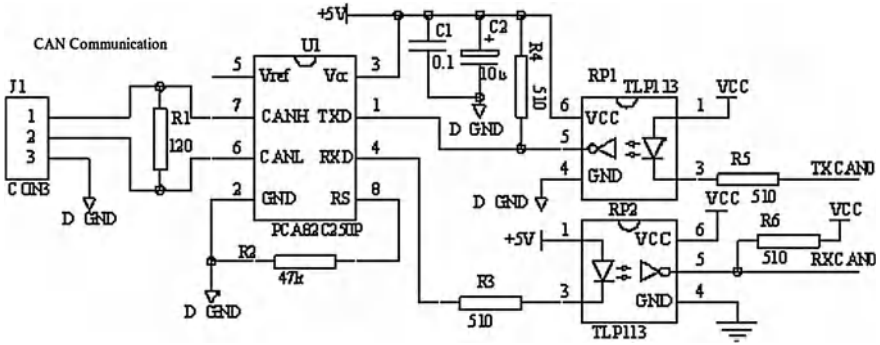 CAN Communication
+5V
J1
1
2
3
CON3
D GND
R1
120
U1
5 Vref Vcc 3
7 CANH TXD 1
6 CANL RXD 4
2 GND RS 8
PCA82C250P
R2
47k
D GND
C1
0.1
C2
+
10u
D GND
R4
510
RP1
TLP113
6 VCC 1 VCC
5
4 GND 3
D GND
R5
510
TXCAN0
RP2
+5V
1 VCC 6 VCC
5
3 GND 4
TLP113
R3
510
R6
510
VCC
RXCAN0